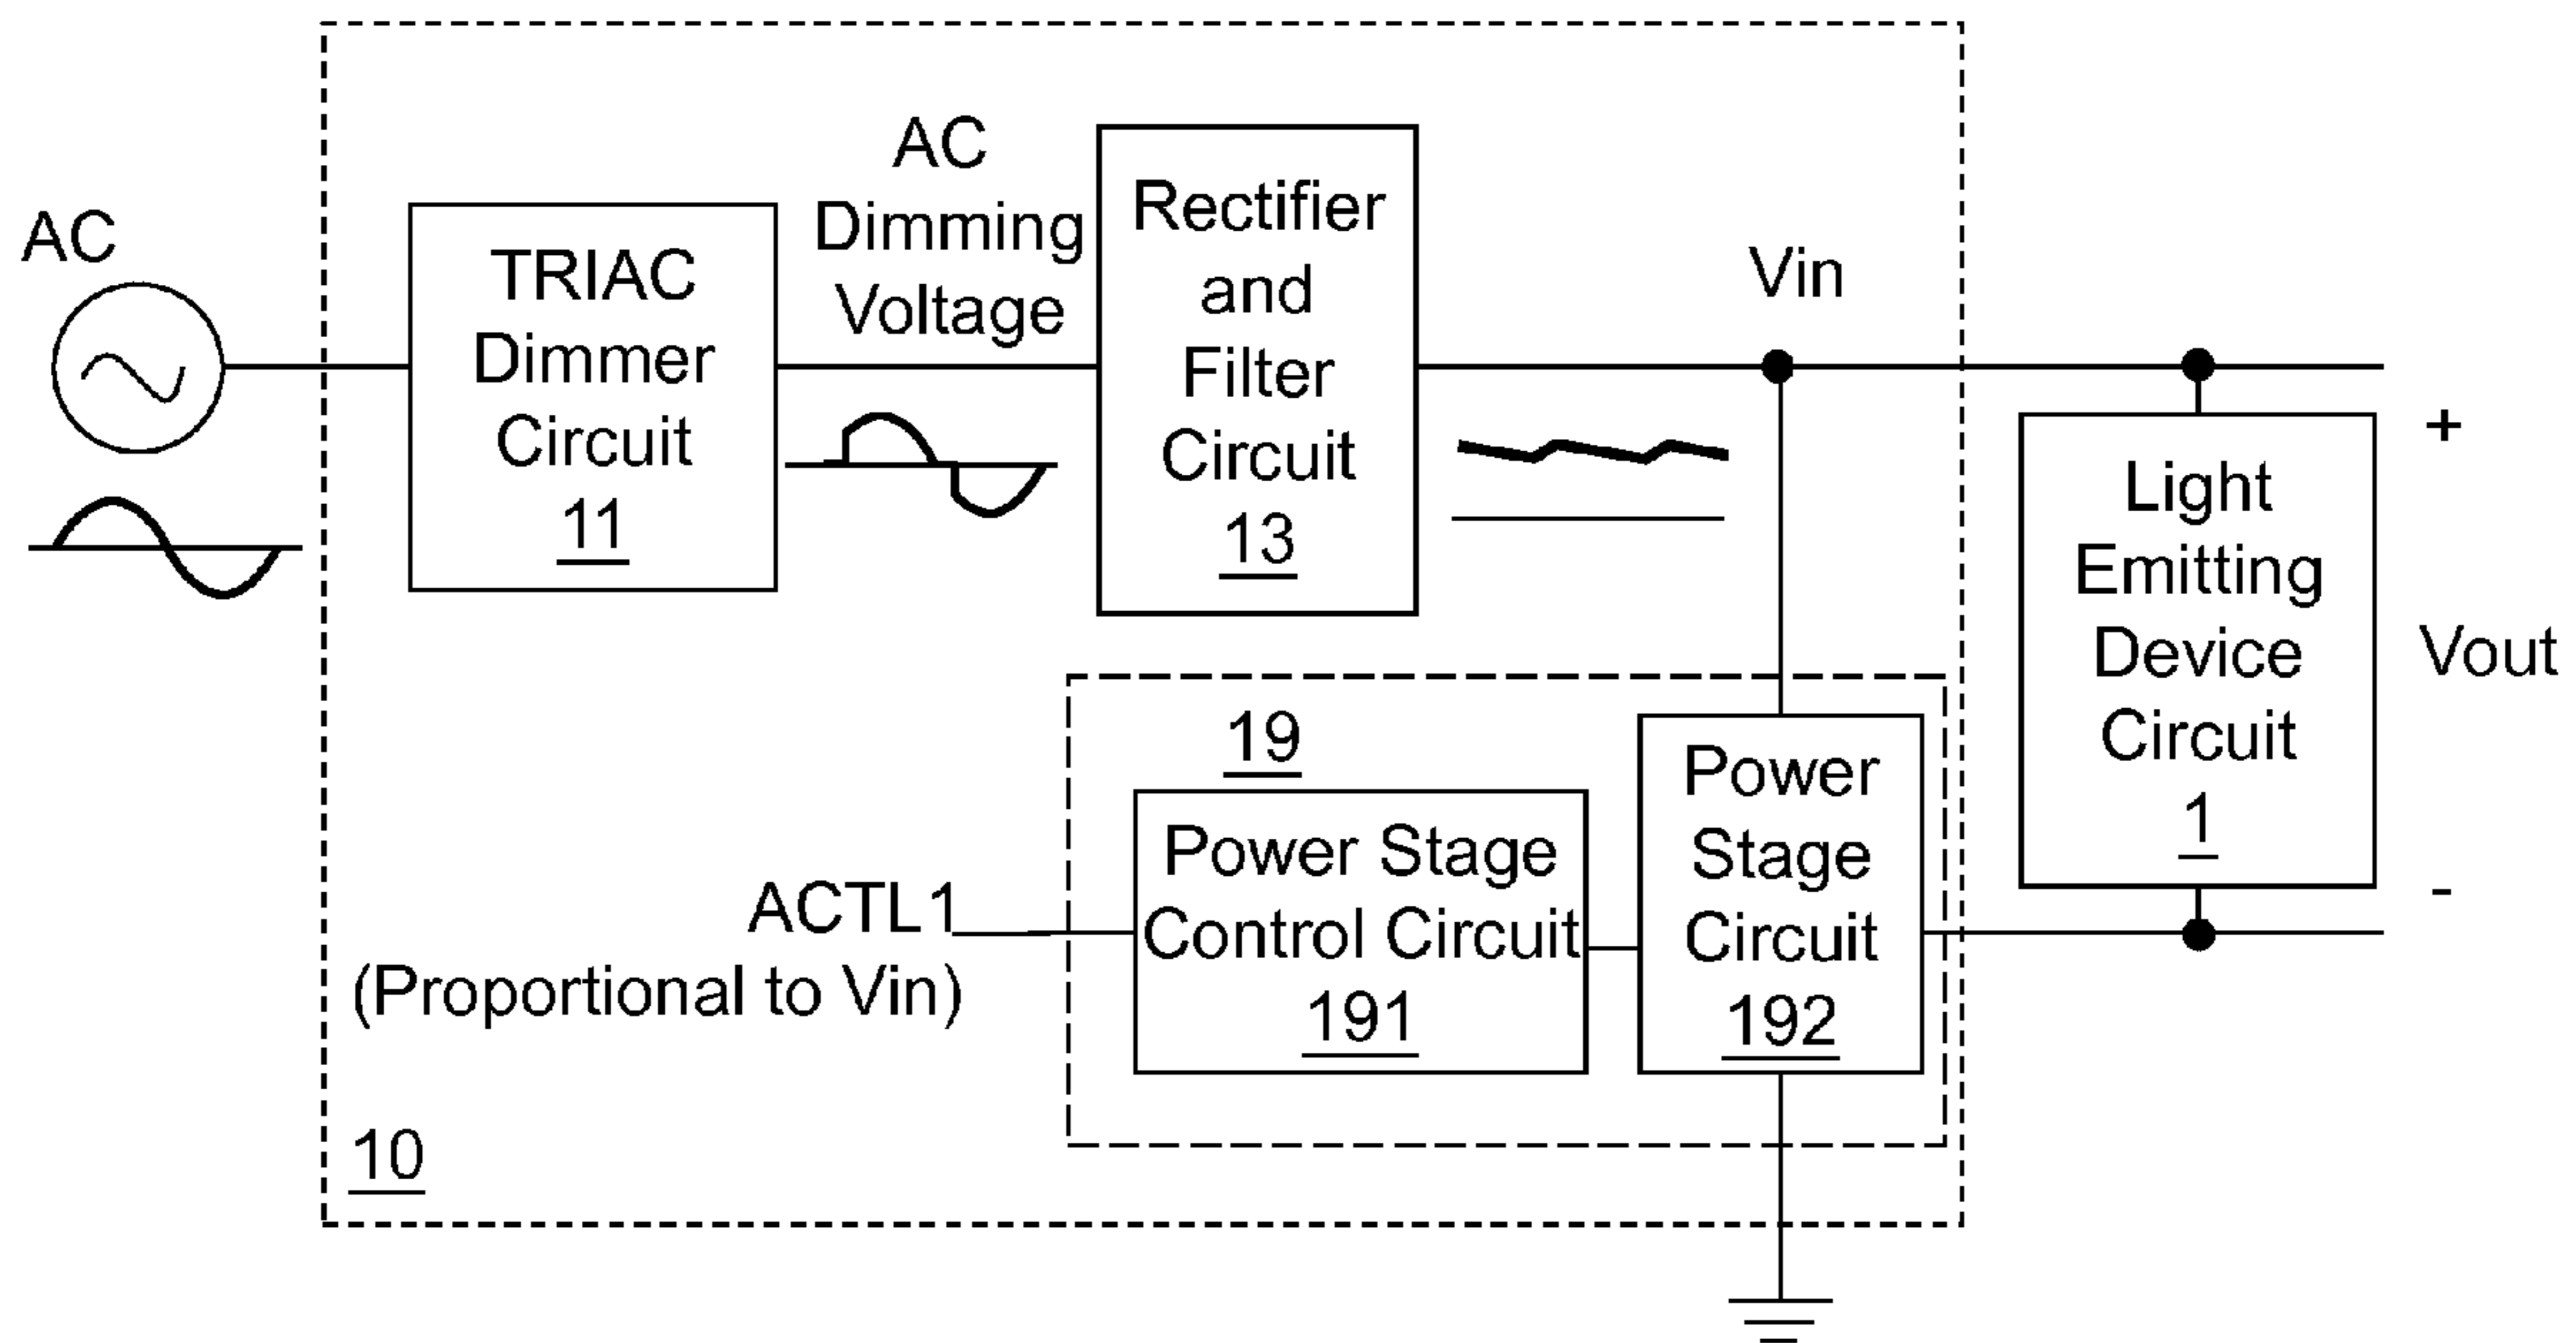 AC
TRIAC
Dimmer
Circuit
11
AC
Dimming
Voltage
Rectifier
and
Filter
Circuit
13
Vin
+
Light
Emitting
Device
Circuit
1
-
Vout
19
Power Stage
Control Circuit
191
Power
Stage
Circuit
192
ACTL1
(Proportional to Vin)
10